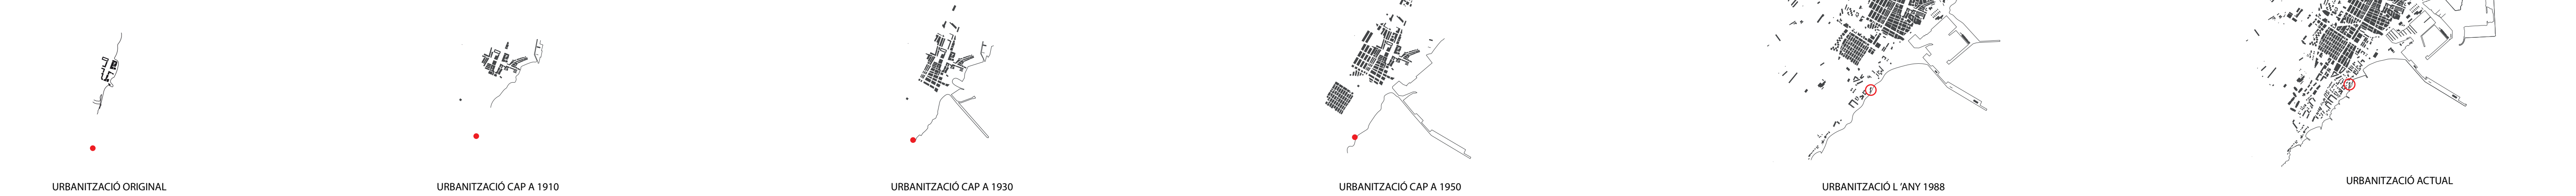 URBANITZACIÓ ORIGINAL
URBANITZACIÓ CAP A 1910
URBANITZACIÓ CAP A 1930
URBANITZACIÓ CAP A 1950
URBANITZACIÓ L ’ANY 1988
URBANITZACIÓ ACTUAL